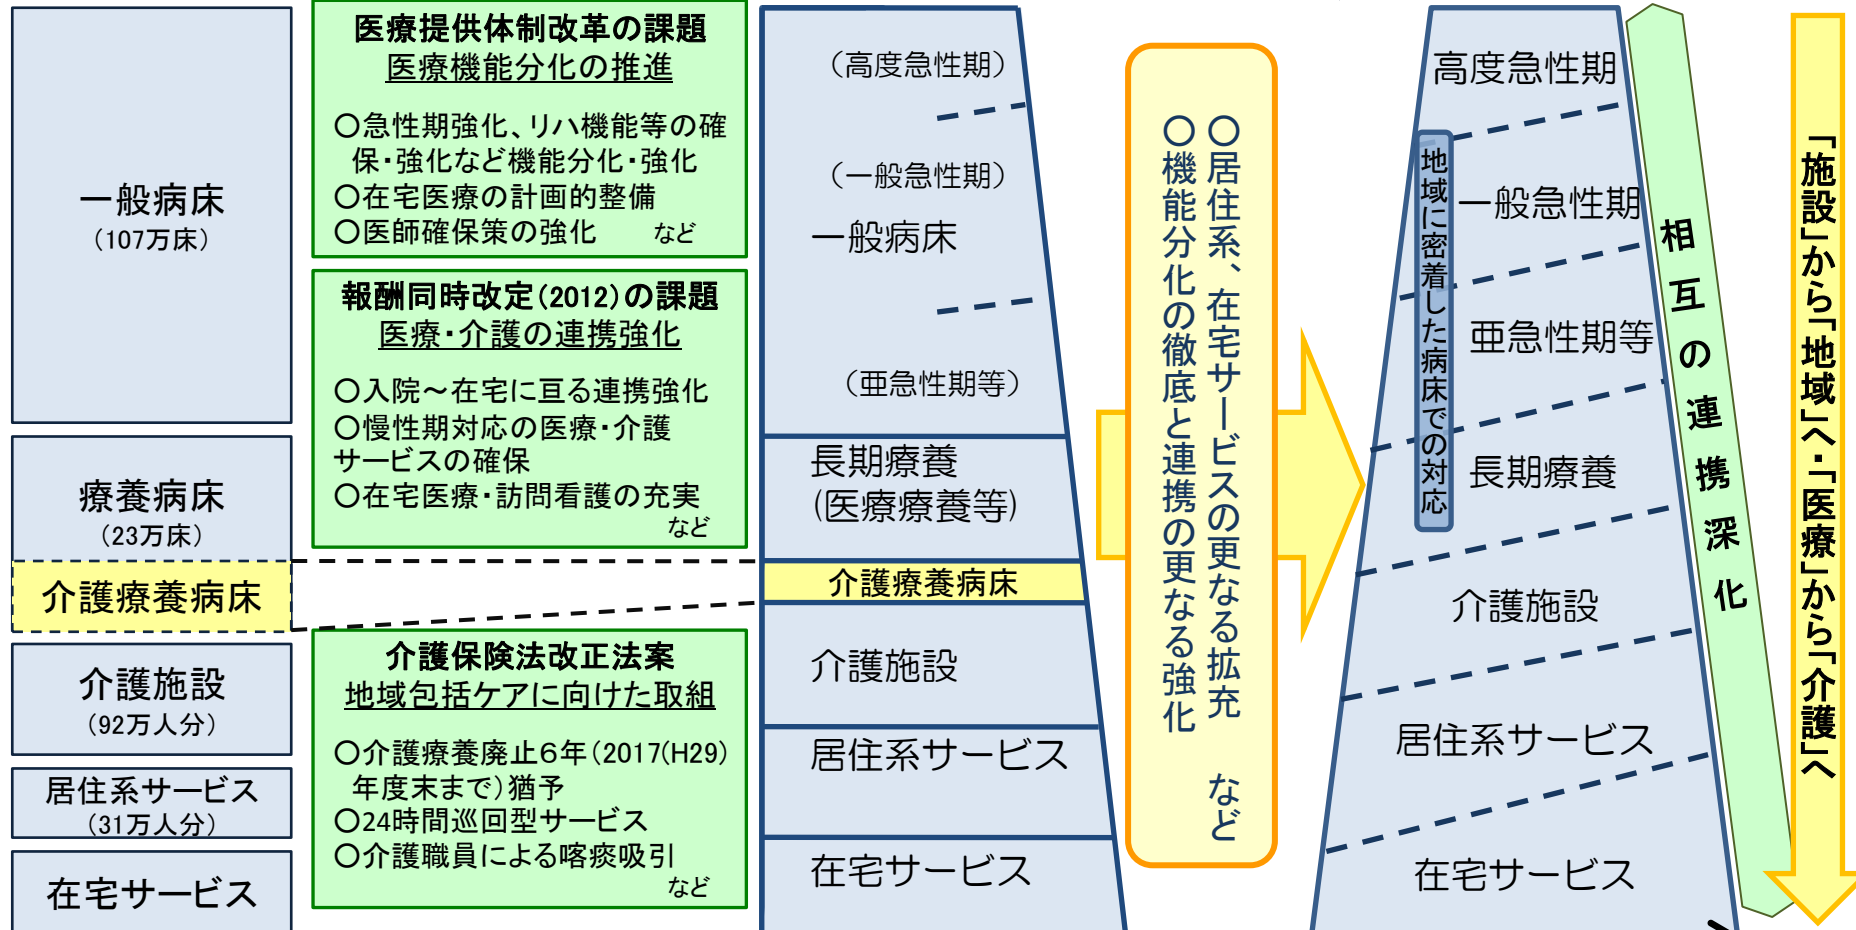 一般病床
(107万床)
療養病床
(23万床)
介護療養病床
介護施設
(92万人分)
居住系サービス
(31万人分)
在宅サービス
医療提供体制改革の課題
医療機能分化の推進
○急性期強化、リハ機能等の確
保・強化など機能分化・強化
○在宅医療の計画的整備
○医師確保策の強化 など
報酬同時改定(2012)の課題
医療・介護の連携強化
○入院~在宅に亘る連携強化
○慢性期対応の医療・介護
サービスの確保
○在宅医療・訪問看護の充実
など
介護保険法改正法案
地域包括ケアに向けた取組
○介護療養廃止6年(2017(H29)
年度末まで)猶予
○24時間巡回型サービス
○介護職員による喀痰吸引
など
(高度急性期)
(一般急性期)
一般病床
(亜急性期等)
長期療養
(医療療養等)
介護療養病床
介護施設
居住系サービス
在宅サービス
○居住系、在宅サービスの更なる拡充
○機能分化の徹底と連携の更なる強化 など
高度急性期
一般急性期
亜急性期等
長期療養
介護施設
居住系サービス
在宅サービス
地域に密着した病床での対応
相互の連携深化
「施設」から「地域」へ・「医療」から「介護」へ